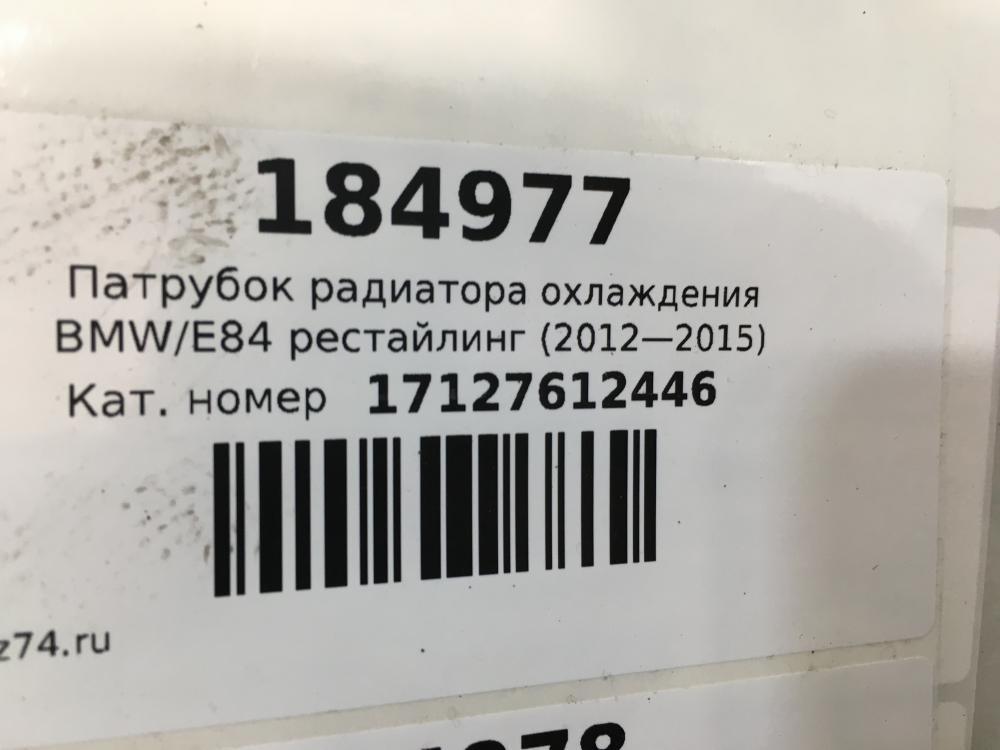 184977
Патрубок радиатора охлаждения
BMW/E84 рестайлинг (2012—2015)
Кат. номер 17127612446
z74.ru